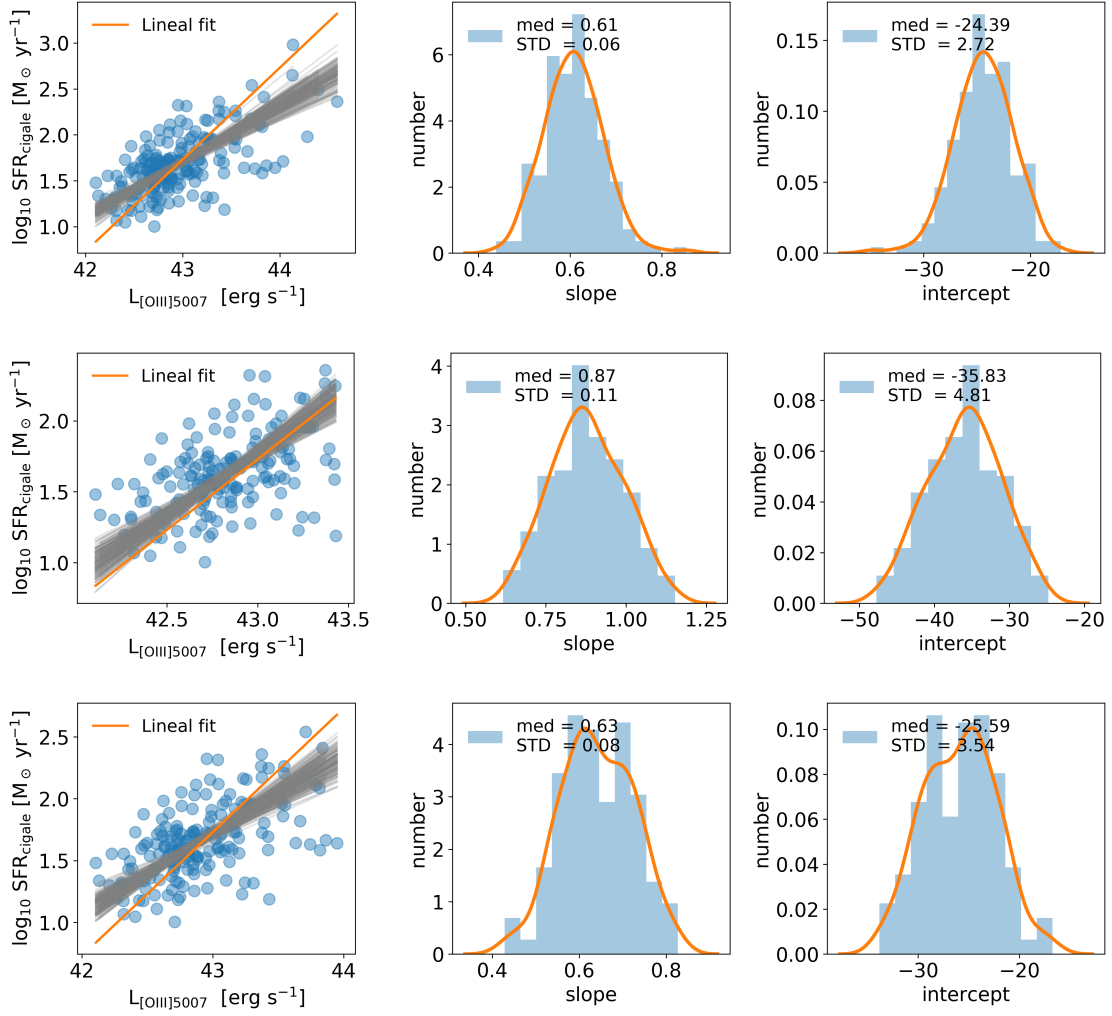 Lineal fit
3.0
2.5
2.0
1.5
1.0
log₁₀ SFR_cigale [M⊙ yr⁻¹]
42 43 44
L_[OIII]5007 [erg s⁻¹]
med = 0.61
STD = 0.06
6
4
2
0
number
0.4 0.6 0.8
slope
med = -24.39
STD = 2.72
0.15
0.10
0.05
0.00
number
−30 −20
intercept
Lineal fit
2.0
1.5
1.0
log₁₀ SFR_cigale [M⊙ yr⁻¹]
42.5 43.0 43.5
L_[OIII]5007 [erg s⁻¹]
med = 0.87
STD = 0.11
4
3
2
1
0
number
0.50 0.75 1.00 1.25
slope
med = -35.83
STD = 4.81
0.08
0.06
0.04
0.02
0.00
number
−50 −40 −30 −20
intercept
Lineal fit
2.5
2.0
1.5
1.0
log₁₀ SFR_cigale [M⊙ yr⁻¹]
42 43 44
L_[OIII]5007 [erg s⁻¹]
med = 0.63
STD = 0.08
4
3
2
1
0
number
0.4 0.6 0.8
slope
med = -25.59
STD = 3.54
0.10
0.08
0.06
0.04
0.02
0.00
number
−30 −20
intercept